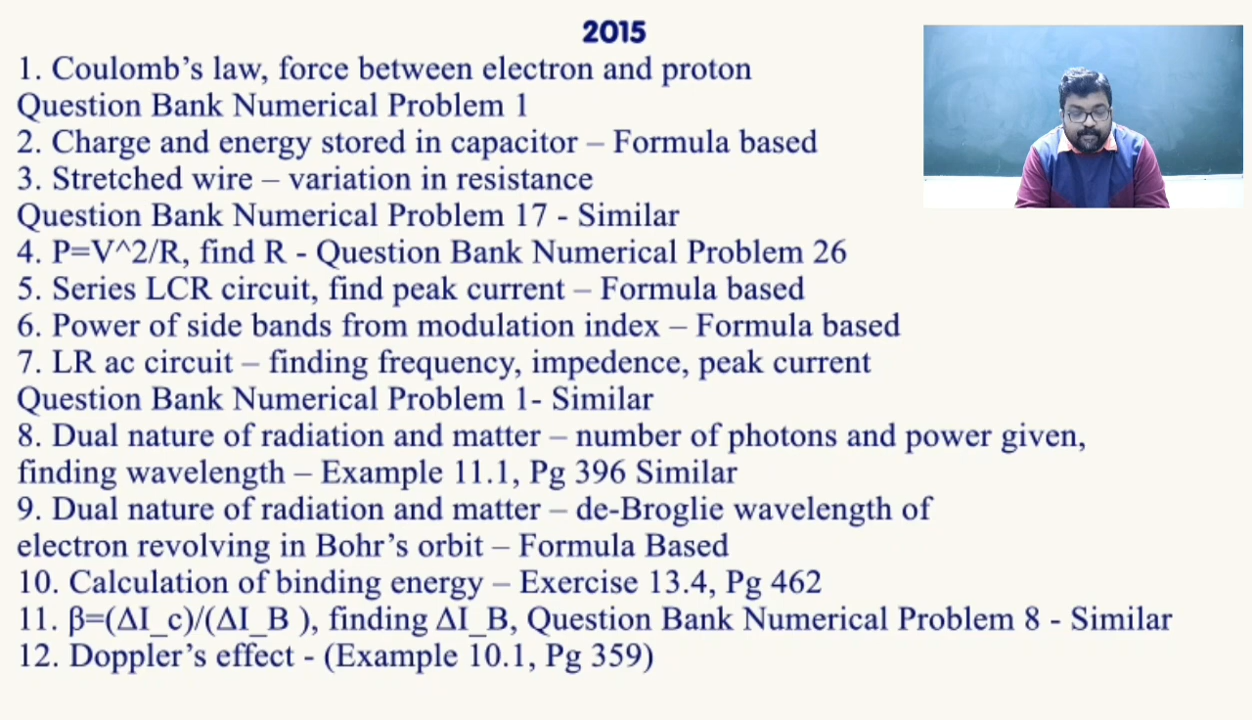 2015
1. Coulomb’s law, force between electron and proton
Question Bank Numerical Problem 1
2. Charge and energy stored in capacitor – Formula based
3. Stretched wire – variation in resistance
Question Bank Numerical Problem 17 - Similar
4. P=V^2/R, find R - Question Bank Numerical Problem 26
5. Series LCR circuit, find peak current – Formula based
6. Power of side bands from modulation index – Formula based
7. LR ac circuit – finding frequency, impedence, peak current
Question Bank Numerical Problem 1- Similar
8. Dual nature of radiation and matter – number of photons and power given,
finding wavelength – Example 11.1, Pg 396 Similar
9. Dual nature of radiation and matter – de-Broglie wavelength of
electron revolving in Bohr’s orbit – Formula Based
10. Calculation of binding energy – Exercise 13.4, Pg 462
11. β=(ΔI_c)/(ΔI_B ), finding ΔI_B, Question Bank Numerical Problem 8 - Similar
12. Doppler’s effect - (Example 10.1, Pg 359)